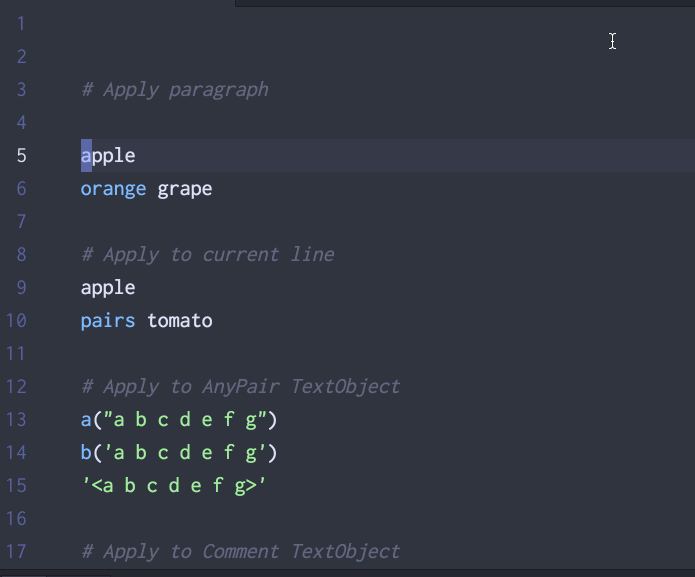 1
2
3 # Apply paragraph
4
5 apple
6 orange grape
7
8 # Apply to current line
9 apple
10 pairs tomato
11
12 # Apply to AnyPair TextObject
13 a("a b c d e f g")
14 b('a b c d e f g')
15 '<a b c d e f g>'
16
17 # Apply to Comment TextObject